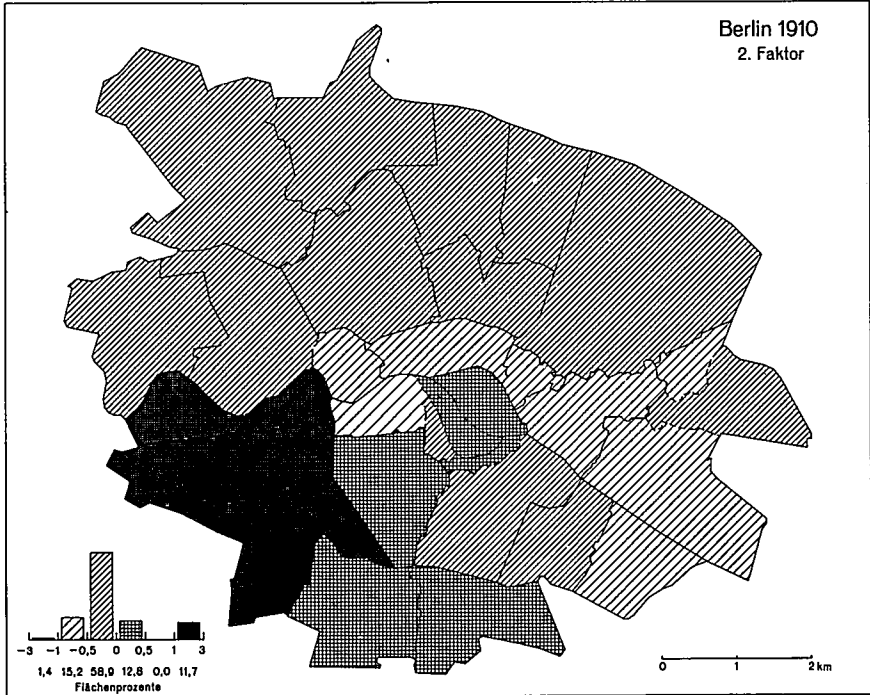 Berlin 1910
2. Faktor
-3 -1 -0,5 0 0,5 1 3
1,4 15,2 58,9 12,8 0,0 11,7
Flächenprozente
0 1 2 km